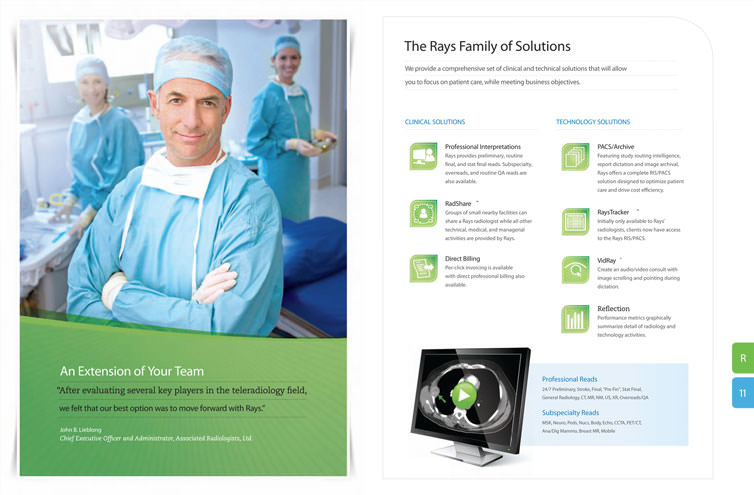 An Extension of Your Team
"After evaluating several key players in the teleradiology field,
we felt that our best option was to move forward with Rays."
John B. Lieblong
Chief Executive Officer and Administrator, Associated Radiologists, Ltd.
The Rays Family of Solutions
We provide a comprehensive set of clinical and technical solutions that will allow
you to focus on patient care, while meeting business objectives.
CLINICAL SOLUTIONS
Professional Interpretations
Rays provides preliminary, routine
final, and stat final reads. Subspecialty,
overreads, and routine QA reads are
also available.
RadShare ™
Groups of small nearby facilities can
share a Rays radiologist while all other
technical, medical, and managerial
activities are provided by Rays.
Direct Billing
Per-click invoicing is available
with direct professional billing also
available.
TECHNOLOGY SOLUTIONS
PACS/Archive
Featuring study routing intelligence,
report dictation and image archival,
Rays offers a complete RIS/PACS
solution designed to optimize patient
care and drive cost efficiency.
RaysTracker ™
Initially only available to Rays'
radiologists, clients now have access
to the Rays RIS/PACS.
VidRay
Create an audio/video consult with
image scrolling and pointing during
dictation.
Reflection
Performance metrics graphically
summarize detail of radiology and
technology activities.
Professional Reads
24/7 Preliminary, Stroke, Final, "Pre Fin", Stat Final,
General Radiology, CT, MR, NM, US, XR, Overreads/QA
Subspecialty Reads
MSK, Neuro, Peds, Nucs, Body, Echo, CCTA, PET/CT,
Ana/Dig Mammo, Breast MR, Mobile
R
11